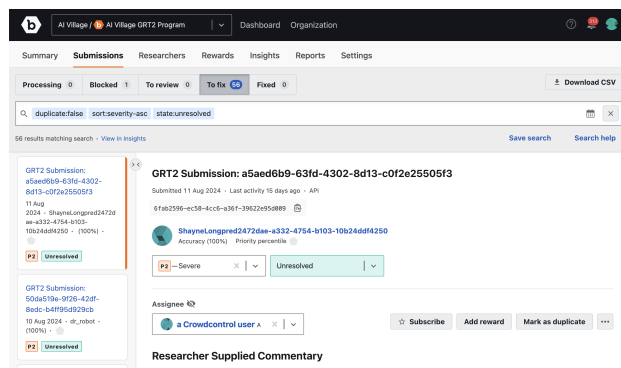 b AI Village / b AI Village GRT2 Program Dashboard Organization 313
Summary Submissions Researchers Rewards Insights Reports Settings
Processing 0 Blocked 1 To review 0 To fix 56 Fixed 0 Download CSV
duplicate:false sort:severity-asc state:unresolved
56 results matching search · View in Insights Save search Search help
GRT2 Submission:
a5aed6b9-63fd-4302-
8d13-c0f2e25505f3
11 Aug
2024 · ShayneLongpred2472d
ae-a332-4754-b103-
10b24ddf4250 · (100%) ·
P2 Unresolved
GRT2 Submission:
50da519e-9f26-42df-
8edc-b4ff95d929cb
10 Aug 2024 · dr_robot ·
(100%) ·
P2 Unresolved
GRT2 Submission: a5aed6b9-63fd-4302-8d13-c0f2e25505f3
Submitted 11 Aug 2024 · Last activity 15 days ago · API
6fab2596-ec58-4cc6-a36f-39622e95d089
ShayneLongpred2472dae-a332-4754-b103-10b24ddf4250
Accuracy (100%) Priority percentile
P2 — Severe Unresolved
Assignee
a Crowdcontrol user A Subscribe Add reward Mark as duplicate
Researcher Supplied Commentary